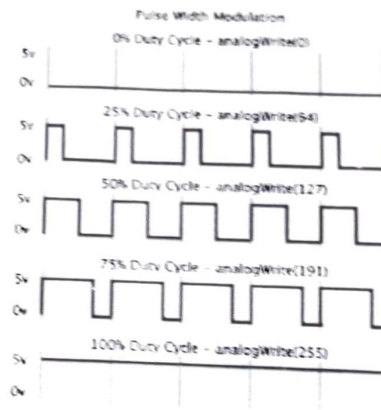 Pulse Width Modulation
0% Duty Cycle - analogWrite(0)
5v
0v
25% Duty Cycle - analogWrite(64)
5v
0v
50% Duty Cycle - analogWrite(127)
5v
0v
75% Duty Cycle - analogWrite(191)
5v
0v
100% Duty Cycle - analogWrite(255)
5v
0v